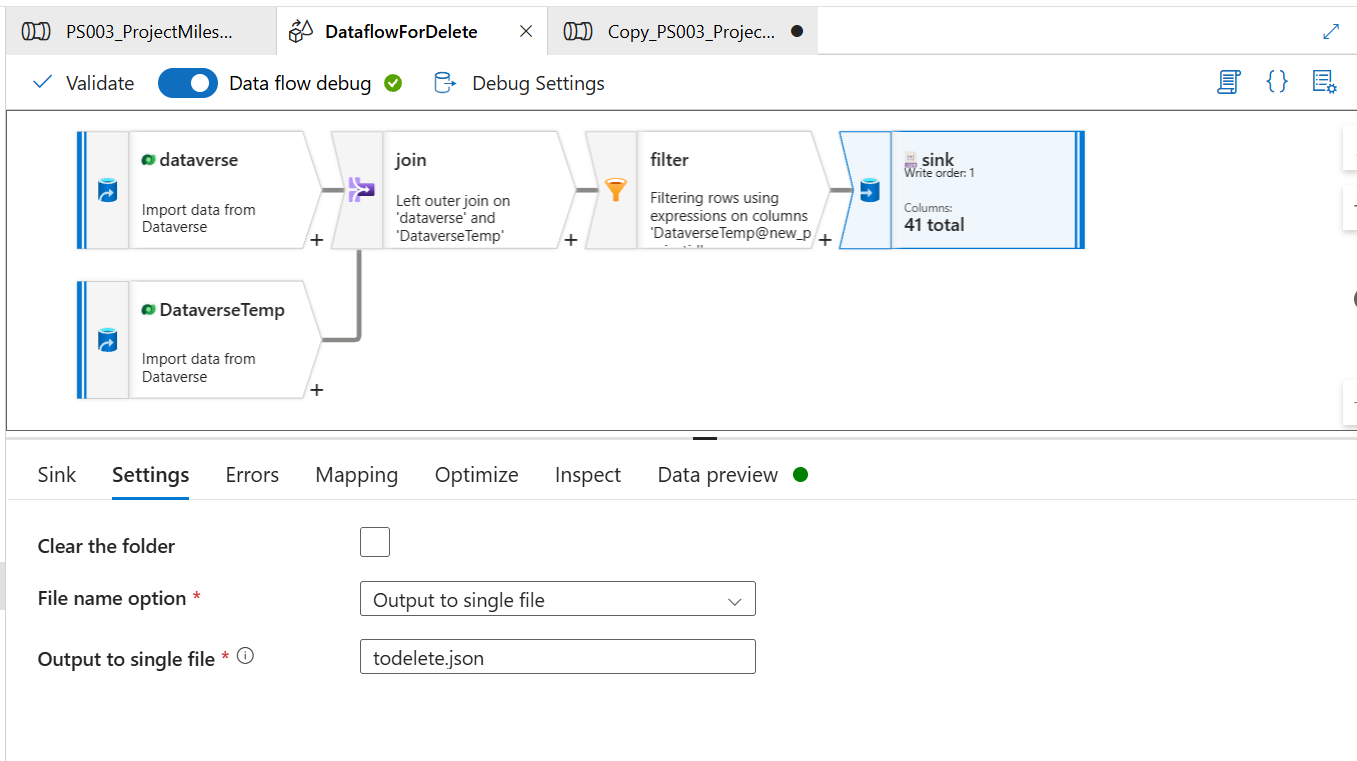 PS003_ProjectMiles...
DataflowForDelete
Copy_PS003_Projec...
Validate
Data flow debug
Debug Settings
dataverse
Import data from
Dataverse
join
Left outer join on
'dataverse' and
'DataverseTemp'
filter
Filtering rows using
expressions on columns
'DataverseTemp@new_p
sink
Write order: 1
Columns:
41 total
DataverseTemp
Import data from
Dataverse
Sink
Settings
Errors
Mapping
Optimize
Inspect
Data preview
Clear the folder
File name option *
Output to single file
Output to single file *
todelete.json